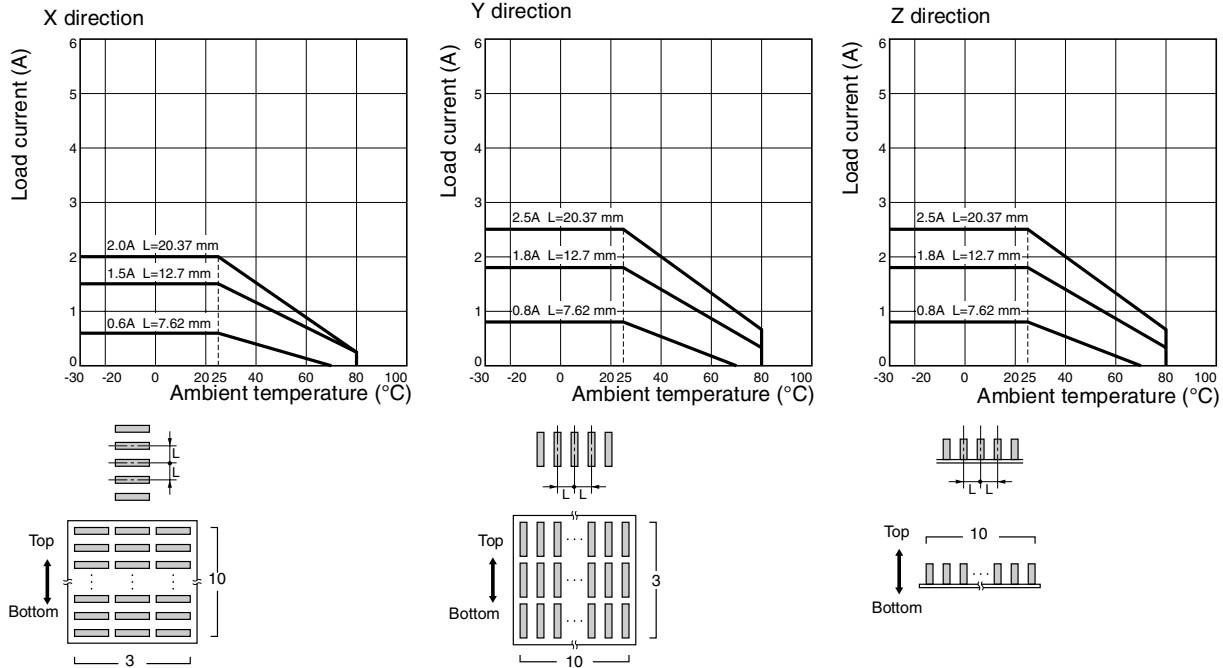 X direction
Load current (A)
6
5
4
3
2
1
0
2.0A L=20.37 mm
1.5A L=12.7 mm
0.6A L=7.62 mm
-30 -20 0 20 25 40 60 80 100
Ambient temperature (°C)
L
L
Top
Bottom
10
3
Y direction
Load current (A)
6
5
4
3
2
1
0
2.5A L=20.37 mm
1.8A L=12.7 mm
0.8A L=7.62 mm
-30 -20 0 20 25 40 60 80 100
Ambient temperature (°C)
L L
Top
Bottom
3
10
Z direction
Load current (A)
6
5
4
3
2
1
0
2.5A L=20.37 mm
1.8A L=12.7 mm
0.8A L=7.62 mm
-30 -20 0 20 25 40 60 80 100
Ambient temperature (°C)
L L
Top
Bottom
10